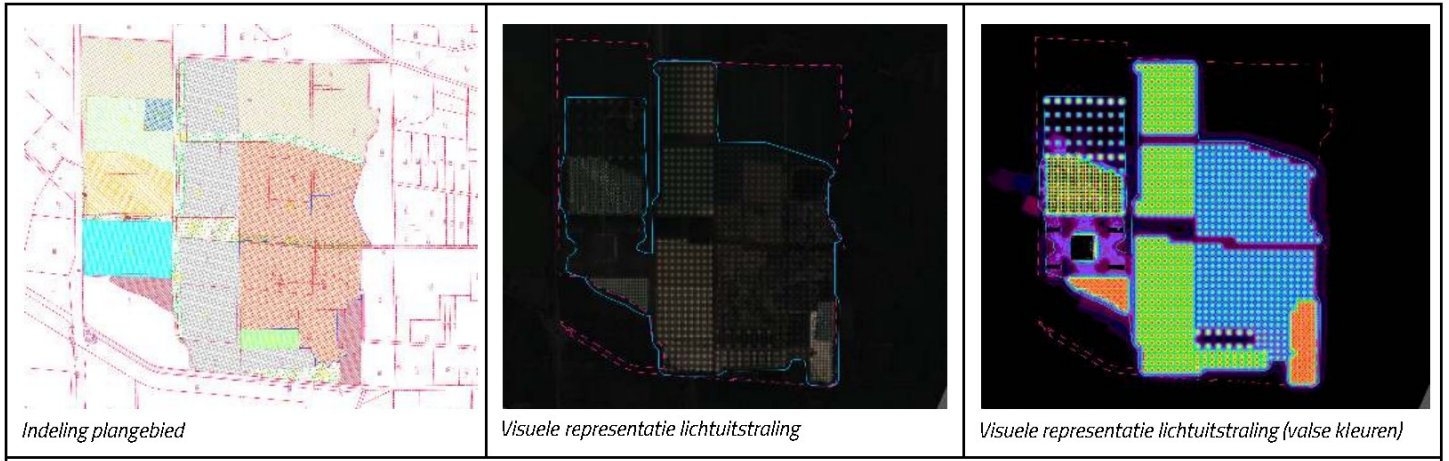 Indeling plangebied
Visuele representatie lichtuitstraling
Visuele representatie lichtuitstraling (valse kleuren)